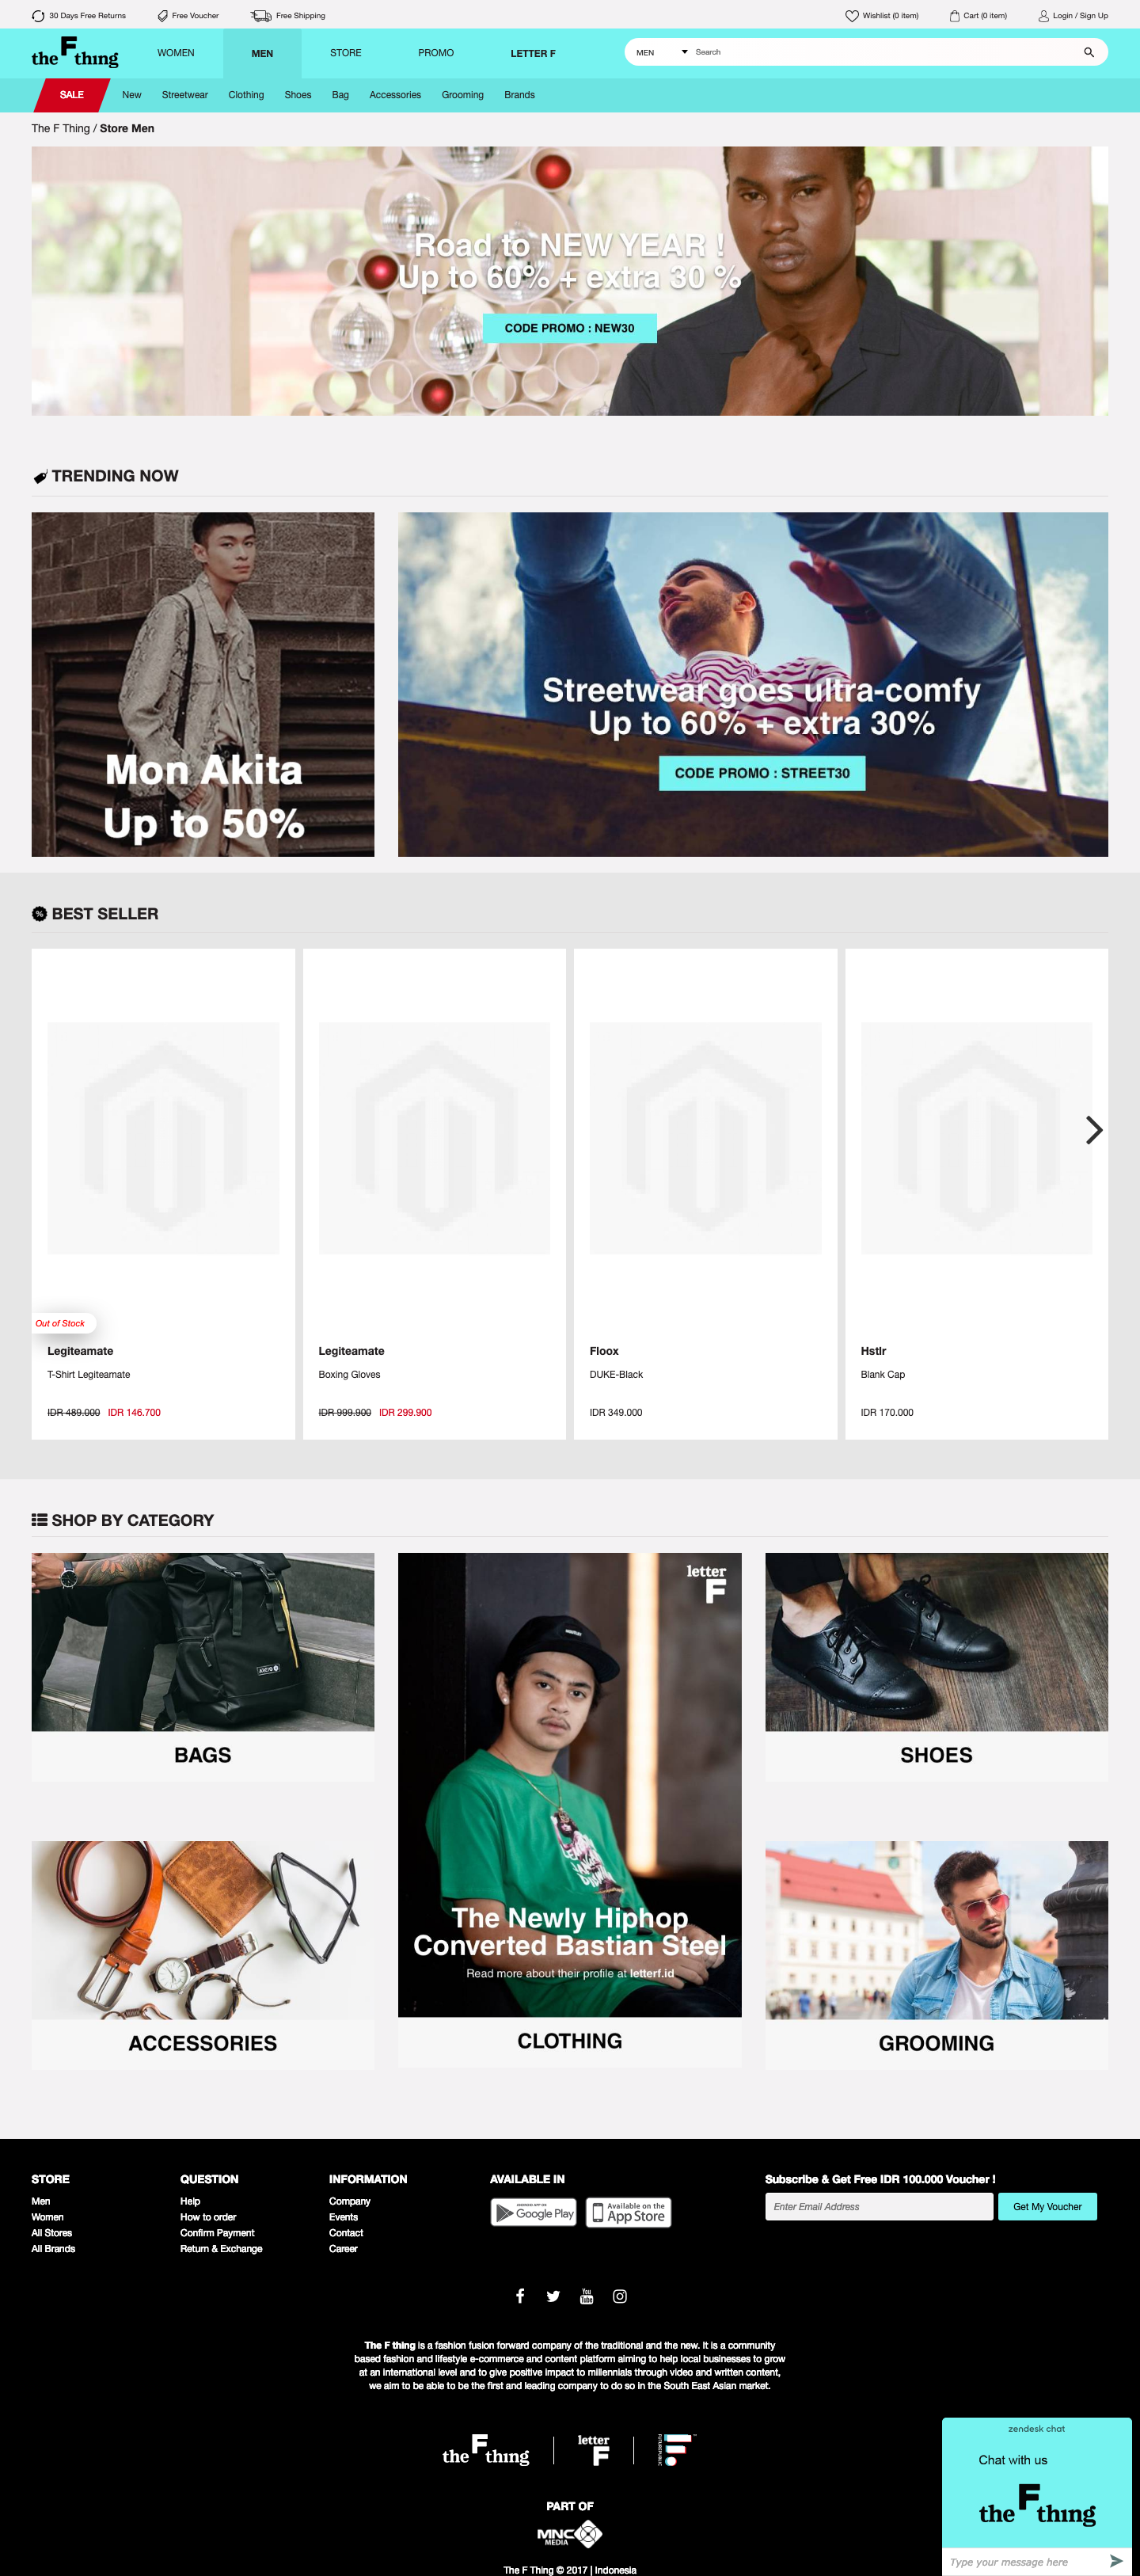 30 Days Free Returns
Free Voucher
Free Shipping
Wishlist (0 item)
Cart (0 item)
Login / Sign Up
the F thing
WOMEN
MEN
STORE
PROMO
LETTER F
MEN
Search
SALE
New
Streetwear
Clothing
Shoes
Bag
Accessories
Grooming
Brands
The F Thing / Store Men
Road to NEW YEAR !
Up to 60% + extra 30 %
CODE PROMO : NEW30
TRENDING NOW
Mon Akita
Up to 50%
Streetwear goes ultra-comfy
Up to 60% + extra 30%
CODE PROMO : STREET30
% BEST SELLER
Out of Stock
Legiteamate
T-Shirt Legiteamate
IDR 489.000 IDR 146.700
Legiteamate
Boxing Gloves
IDR 999.900 IDR 299.900
Floox
DUKE-Black
IDR 349.000
Hstlr
Blank Cap
IDR 170.000
SHOP BY CATEGORY
BAGS
letter
F
The Newly Hiphop
Converted Bastian Steel
Read more about their profile at letterf.id
CLOTHING
SHOES
ACCESSORIES
GROOMING
STORE
Men
Women
All Stores
All Brands
QUESTION
Help
How to order
Confirm Payment
Return & Exchange
INFORMATION
Company
Events
Contact
Career
AVAILABLE IN
ANDROID APP ON
Google Play
Available on the
App Store
Subscribe & Get Free IDR 100.000 Voucher !
Enter Email Address
Get My Voucher
You
Tube
The F thing is a fashion fusion forward company of the traditional and the new. It is a community
based fashion and lifestyle e-commerce and content platform aiming to help local businesses to grow
at an international level and to give positive impact to millennials through video and written content,
we aim to be able to be the first and leading company to do so in the South East Asian market.
the F thing
letter
F
PART OF
MNC
MEDIA
The F Thing © 2017 | Indonesia
zendesk chat
Chat with us
the F thing
Type your message here